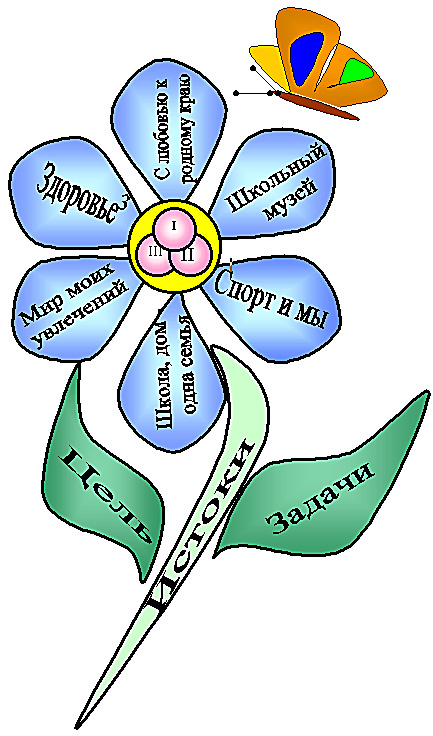 С любовью к
родному краю
Школьный
музей
Здоровье
3
I
III
II
Спорт и мы
Мир моих
увлечений
Школа, дом
одна семья
Цель
Истоки
Задачи